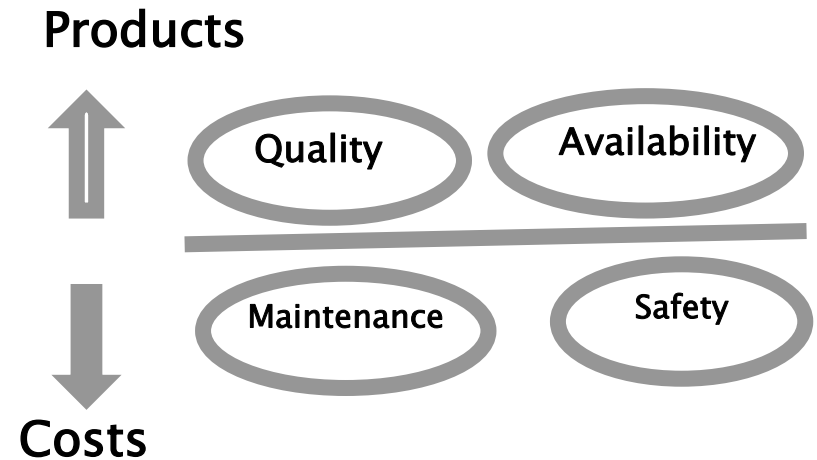 Products
Quality
Availability
Maintenance
Safety
Costs